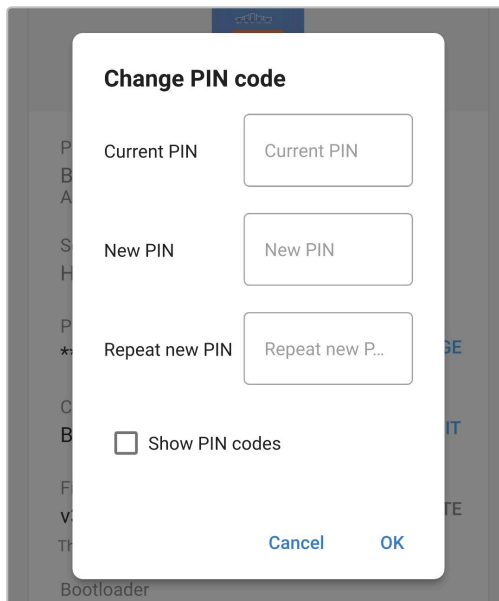 Change PIN code
Current PIN
Current PIN
New PIN
New PIN
Repeat new PIN
Repeat new P...
Show PIN codes
Cancel
OK
Bootloader